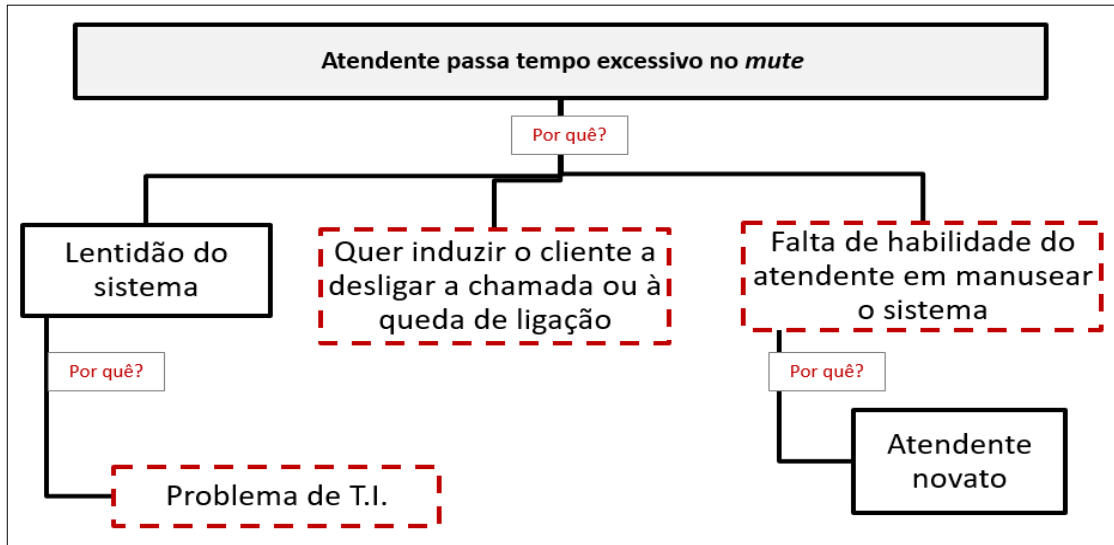 Atendente passa tempo excessivo no mute
Por quê?
Lentidão do
sistema
Quer induzir o cliente a
desligar a chamada ou à
queda de ligação
Falta de habilidade do
atendente em manusear
o sistema
Por quê?
Por quê?
Problema de T.I.
Atendente
novato